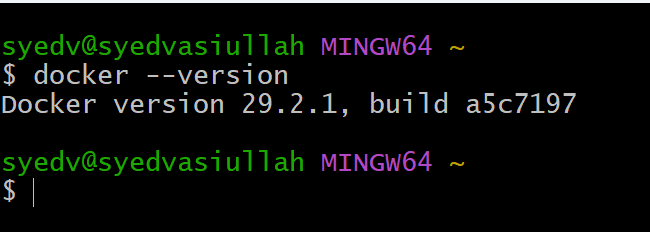 syedv@syedvasiullah MINGW64 ~
$ docker --version
Docker version 29.2.1, build a5c7197
syedv@syedvasiullah MINGW64 ~
$